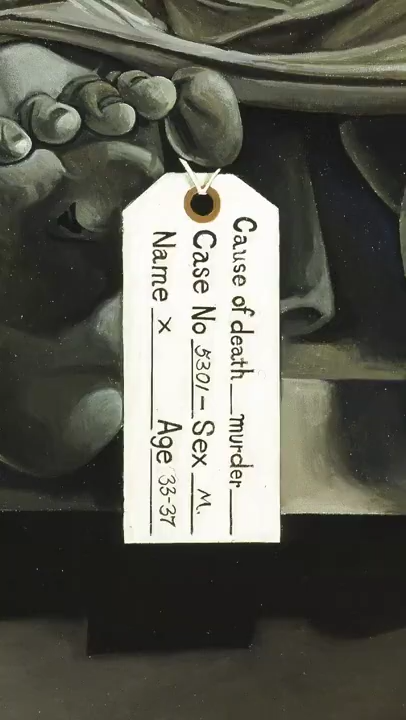 Name x Age 33-37
Case No 5301- Sex M.
Cause of death murder